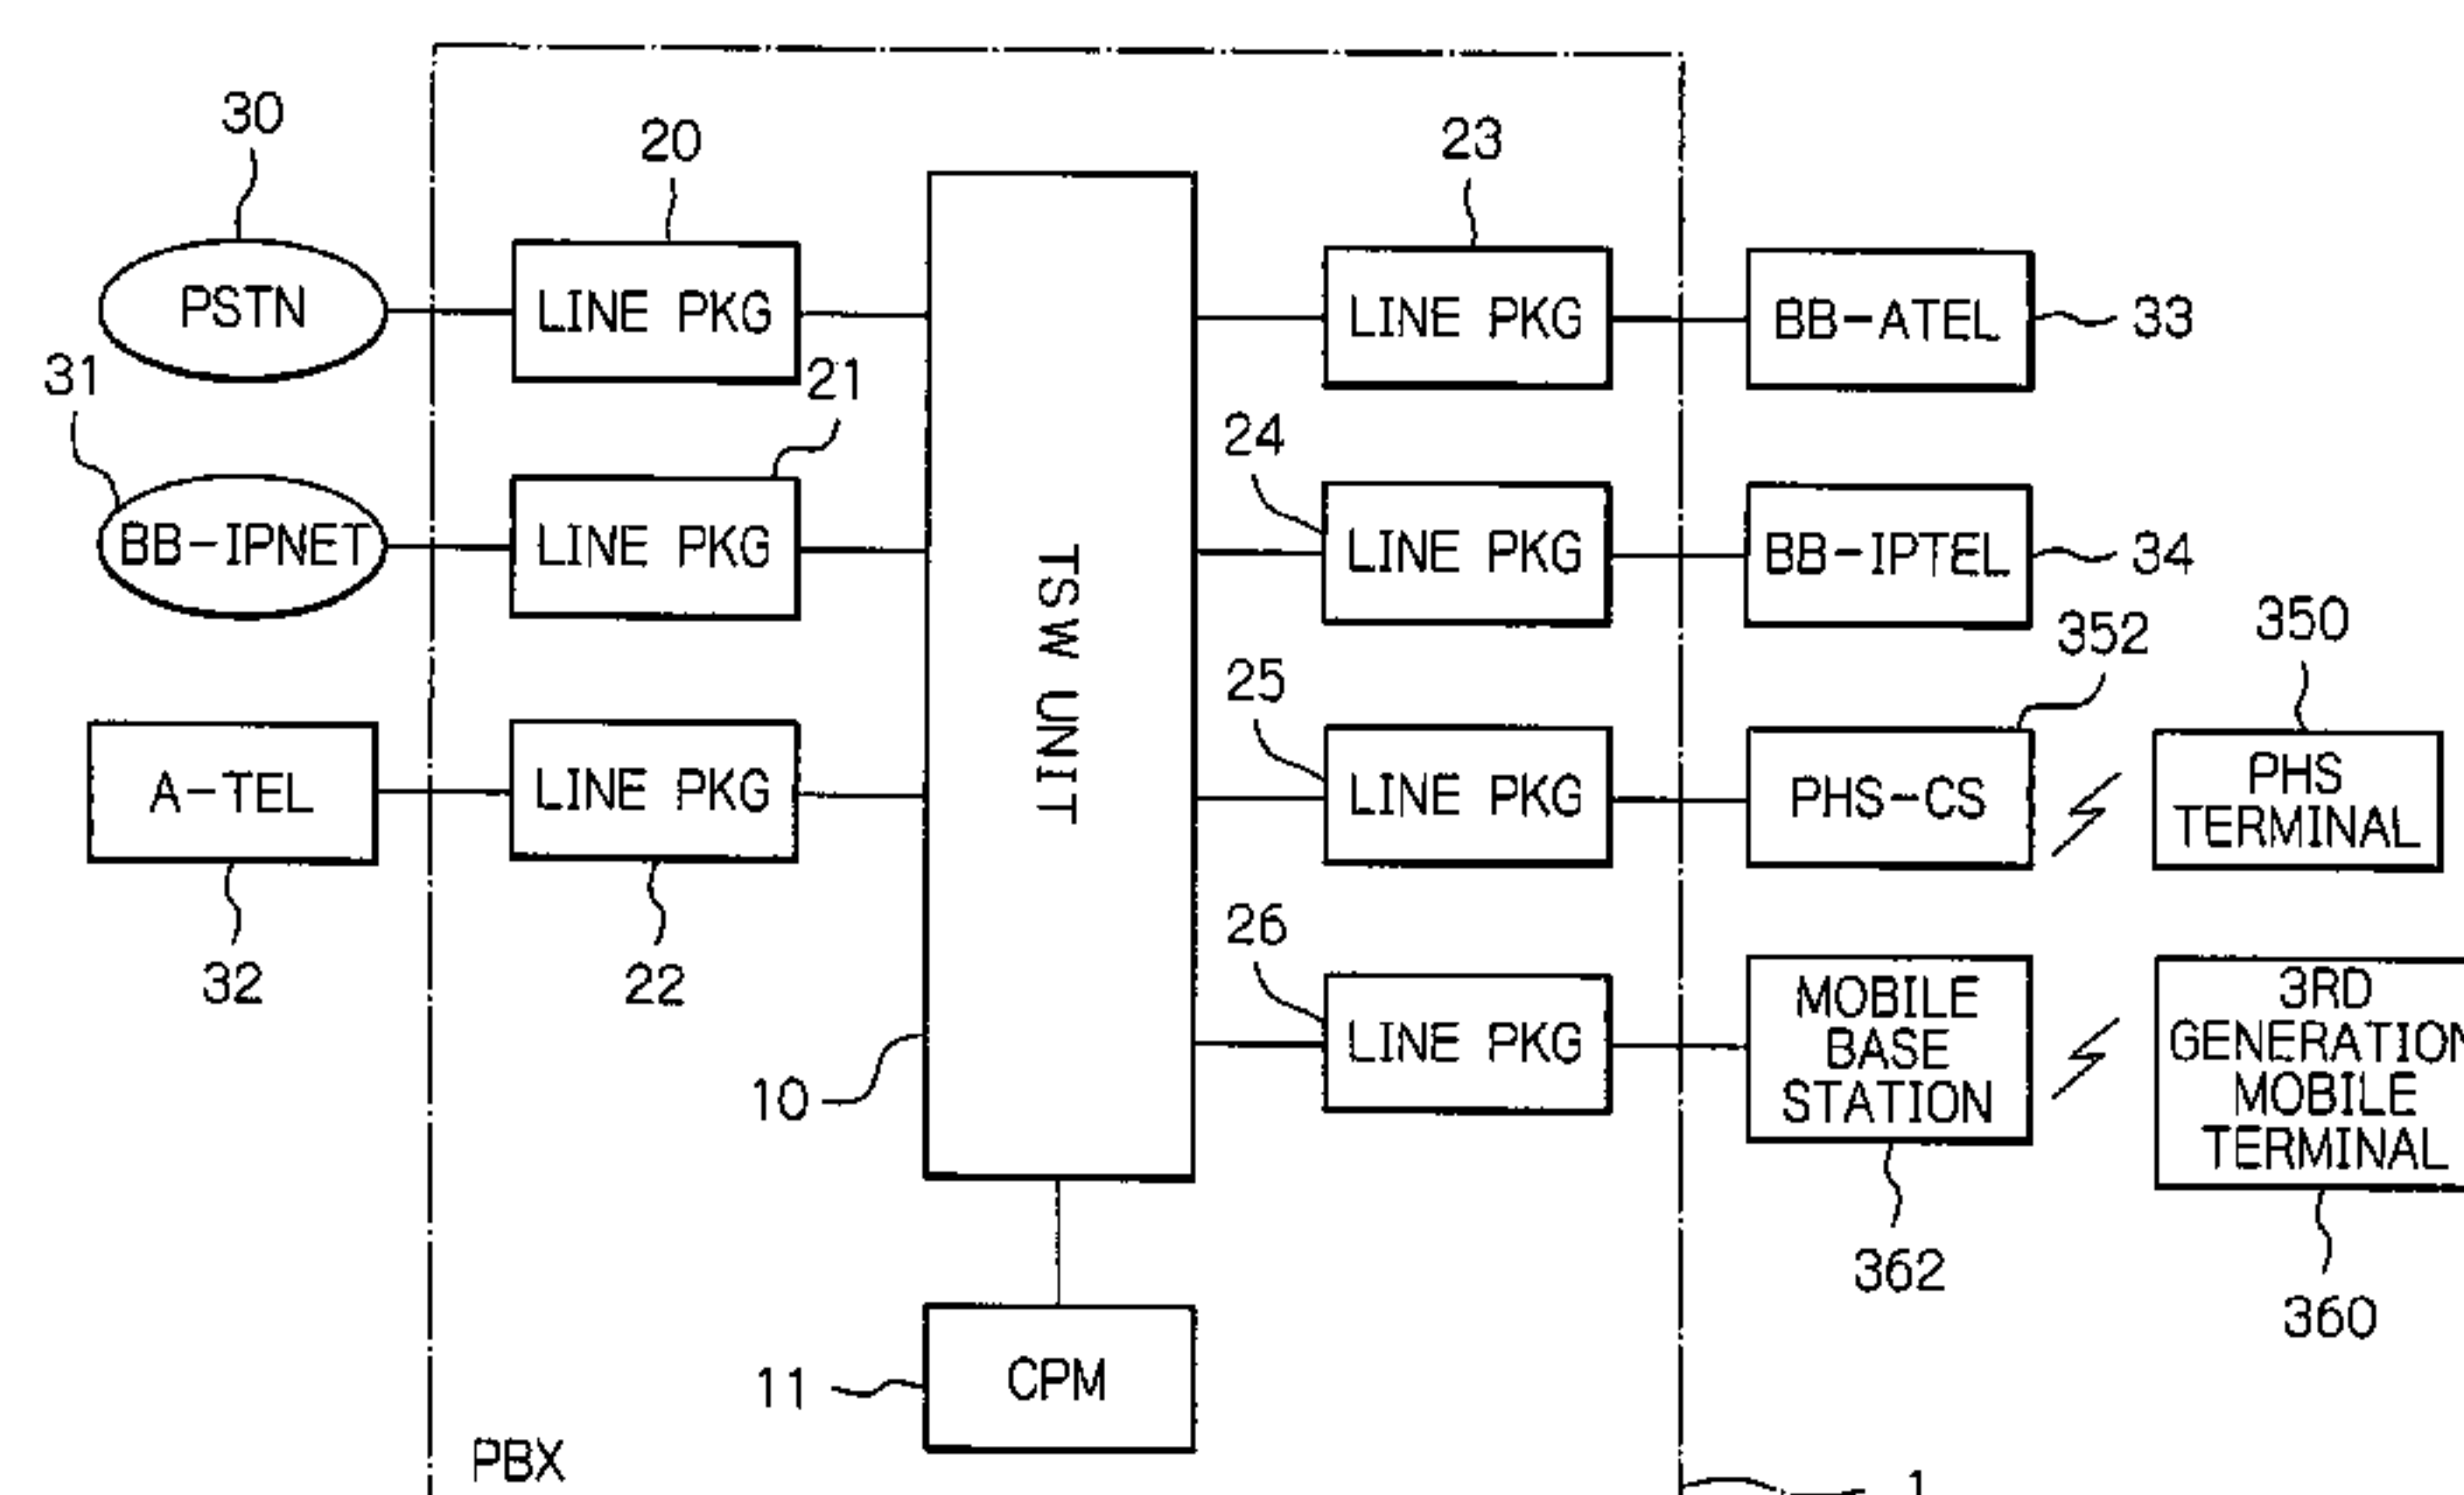 30
20
23
PSTN
LINE PKG
LINE PKG
BB-ATEL
33
31
21
24
BB-IPNET
LINE PKG
TSW UNIT
LINE PKG
BB-IPTEL
34
352
350
25
A-TEL
LINE PKG
LINE PKG
PHS-CS
PHS
TERMINAL
32
22
26
10
LINE PKG
MOBILE
BASE
STATION
3RD
GENERATION
MOBILE
TERMINAL
362
360
11
CPM
PBX
1